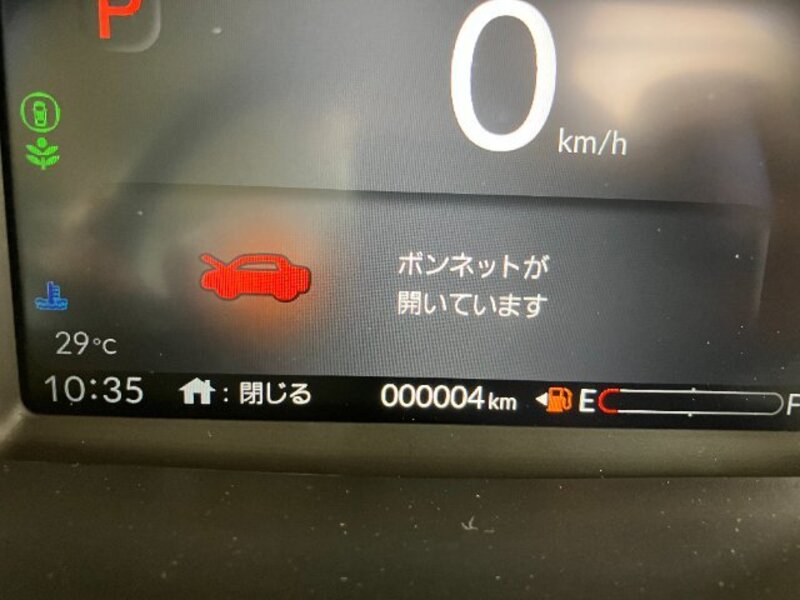 P
0 km/h
ボンネットが
開いています
29℃
10:35 : 閉じる 000004km E F